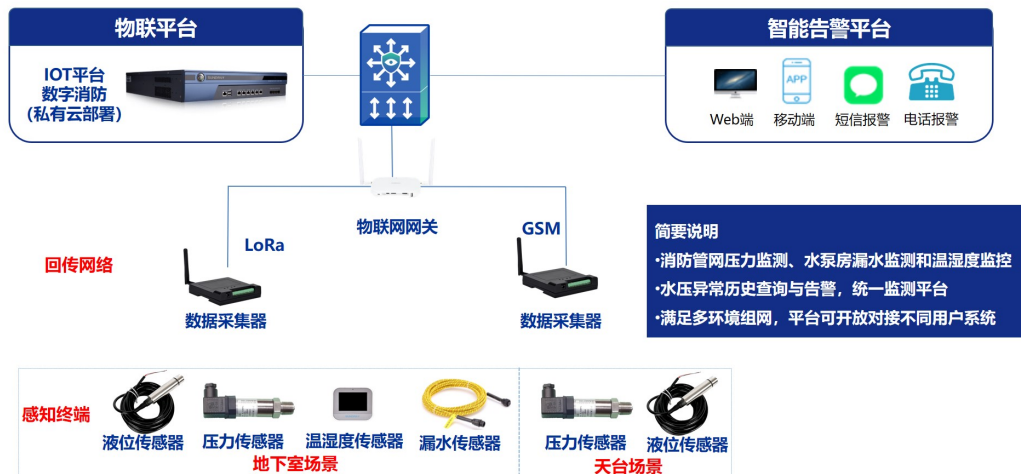 物联平台
IOT平台
数字消防
(私有云部署)
智能告警平台
APP
Web端
移动端
短信报警
电话报警
物联网网关
LoRa
GSM
回传网络
数据采集器
数据采集器
简要说明
•消防管网压力监测、水泵房漏水监测和温湿度监控
•水压异常历史查询与告警，统一监测平台
•满足多环境组网，平台可开放对接不同用户系统
感知终端
液位传感器
压力传感器
温湿度传感器
漏水传感器
压力传感器
液位传感器
地下室场景
天台场景